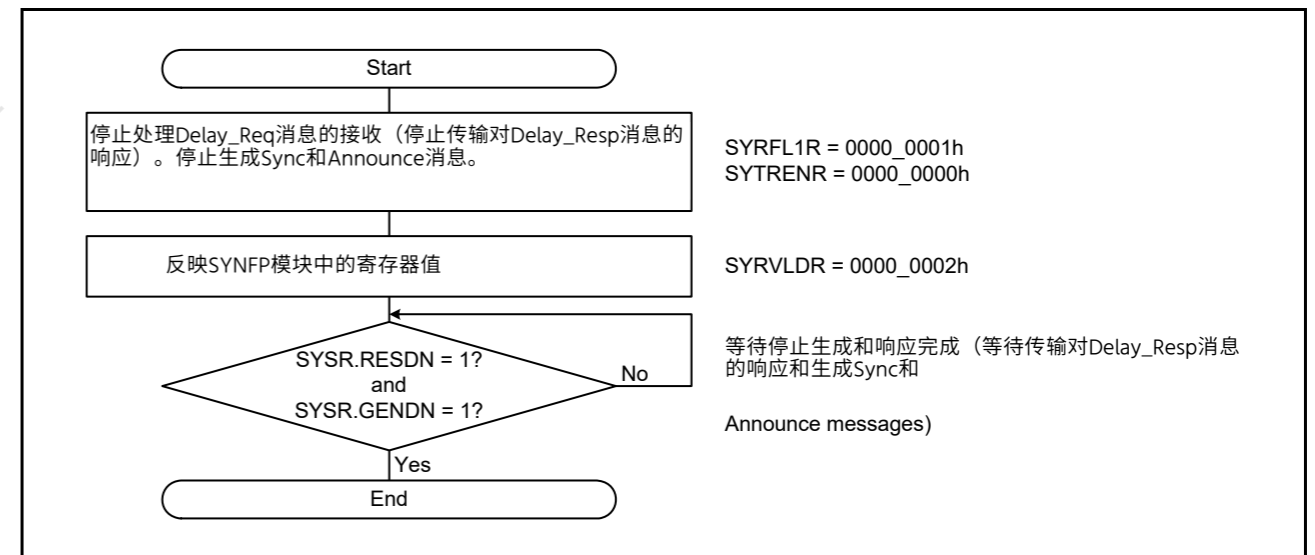 Start
停止处理Delay_Req消息的接收（停止传输对Delay_Resp消息的
响应）。停止生成Sync和Announce消息。
SYRFL1R = 0000_0001h
SYTRENR = 0000_0000h
反映SYNFP模块中的寄存器值
SYRVLDR = 0000_0002h
SYSR.RESDN = 1?
and
SYSR.GENDN = 1?
No
等待停止生成和响应完成（等待传输对Delay_Resp消息
的响应和生成Sync和
Announce messages)
Yes
End